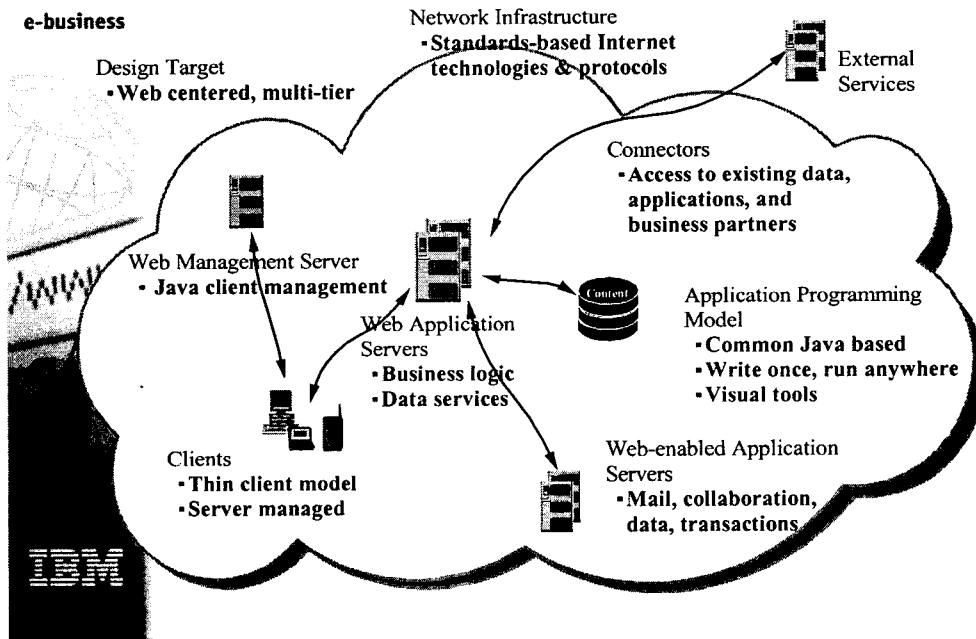 e-business
Network Infrastructure
▪Standards-based Internet
technologies & protocols
Design Target
▪Web centered, multi-tier
External
Services
Connectors
▪Access to existing data,
applications, and
business partners
Web Management Server
▪Java client management
Content
Application Programming
Model
▪Common Java based
▪Write once, run anywhere
▪Visual tools
Web Application
Servers
▪Business logic
▪Data services
Clients
▪Thin client model
▪Server managed
Web-enabled Application
Servers
▪Mail, collaboration,
data, transactions
/WWW
IBM